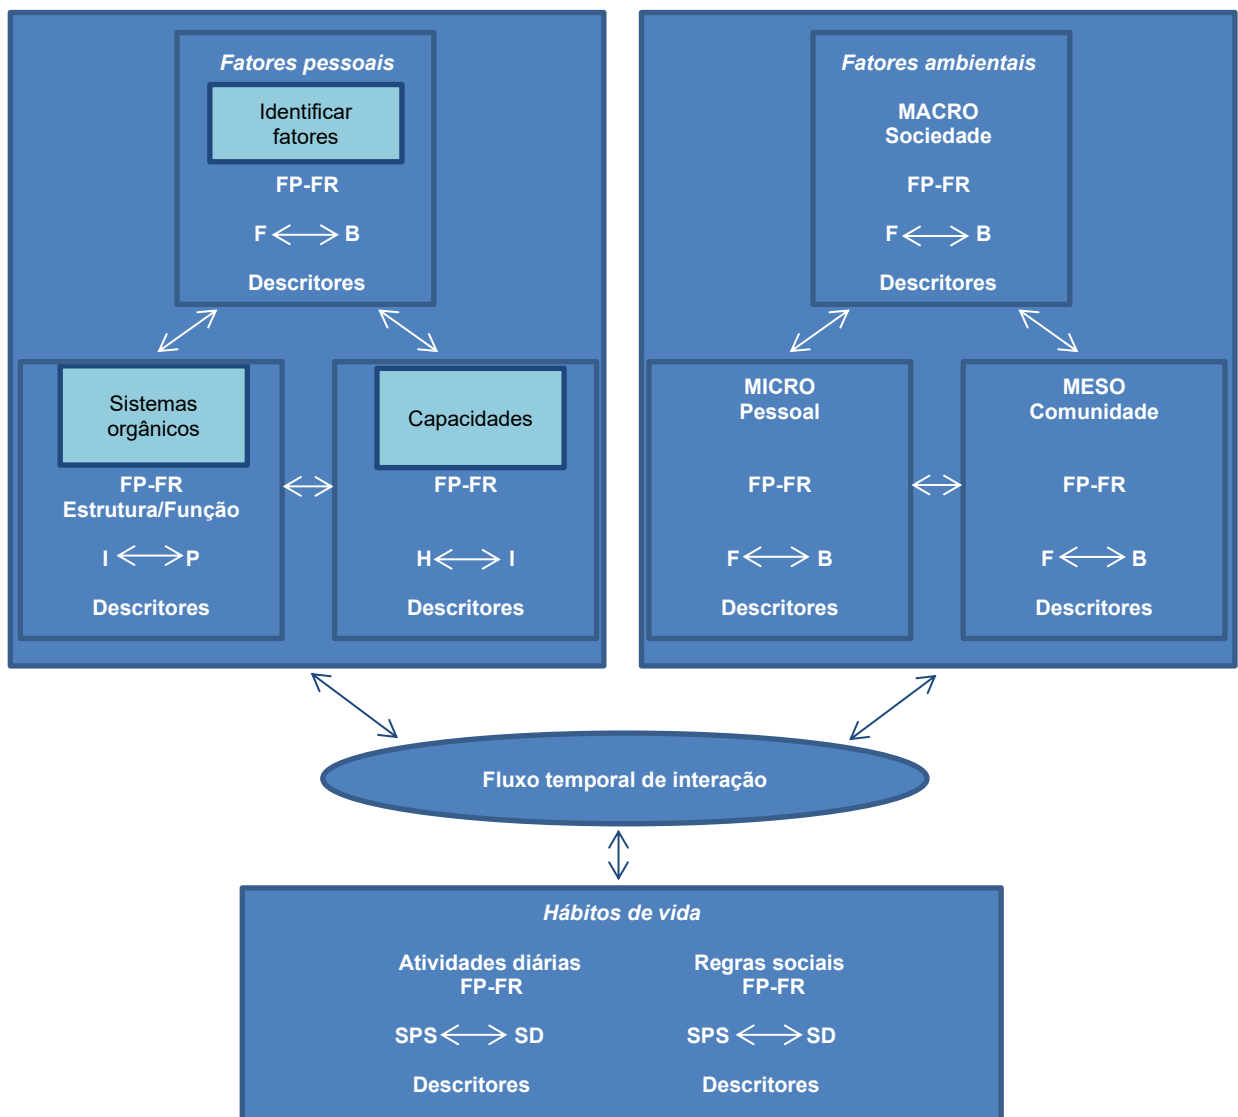 Fatores pessoais
Identificar
fatores
FP-FR
F B
Descritores
Sistemas
orgânicos
FP-FR
Estrutura/Função
I P
Descritores
Capacidades
FP-FR
H I
Descritores
Fatores ambientais
MACRO
Sociedade
FP-FR
F B
Descritores
MICRO
Pessoal
FP-FR
F B
Descritores
MESO
Comunidade
FP-FR
F B
Descritores
Fluxo temporal de interação
Hábitos de vida
Atividades diárias
FP-FR
SPS SD
Descritores
Regras sociais
FP-FR
SPS SD
Descritores